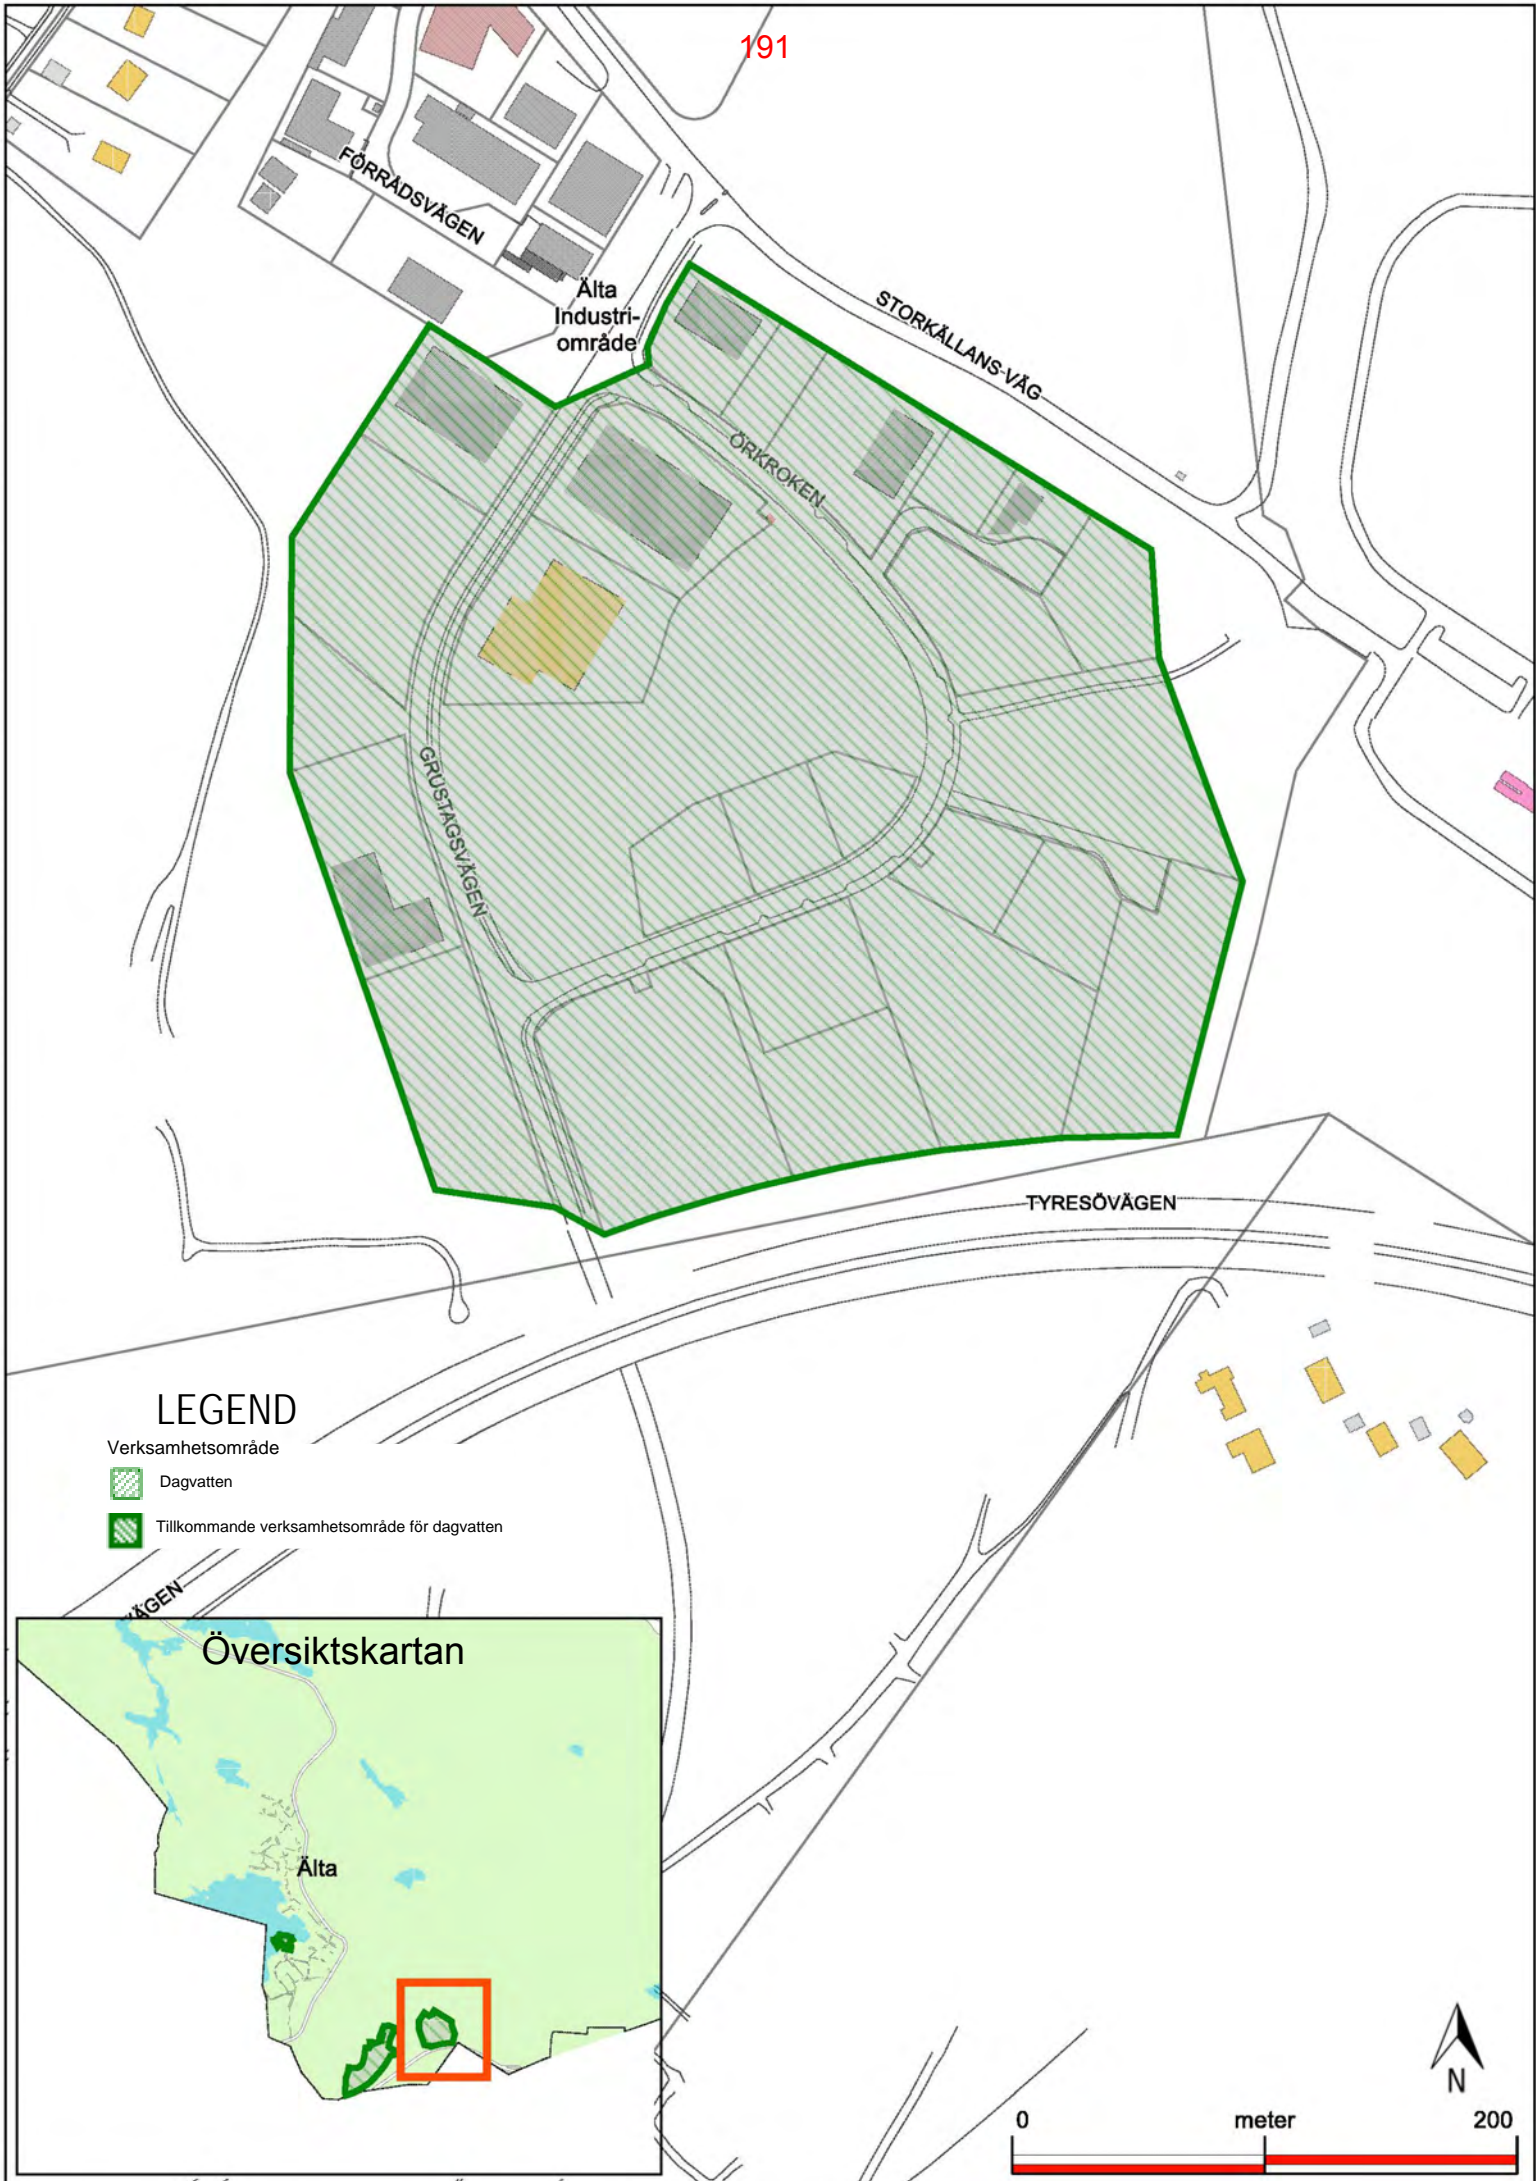 191
FÖRRÅDSVÄGEN
Älta
Industri-
område
STORKÄLLANS VÄG
ÖRKROKEN
GRUSTAGSVÄGEN
TYRESÖVÄGEN
LEGEND
Verksamhetsområde
Dagvatten
Tillkommande verksamhetsområde för dagvatten
VÄGEN
Översiktskartan
Älta
N
0 meter 200